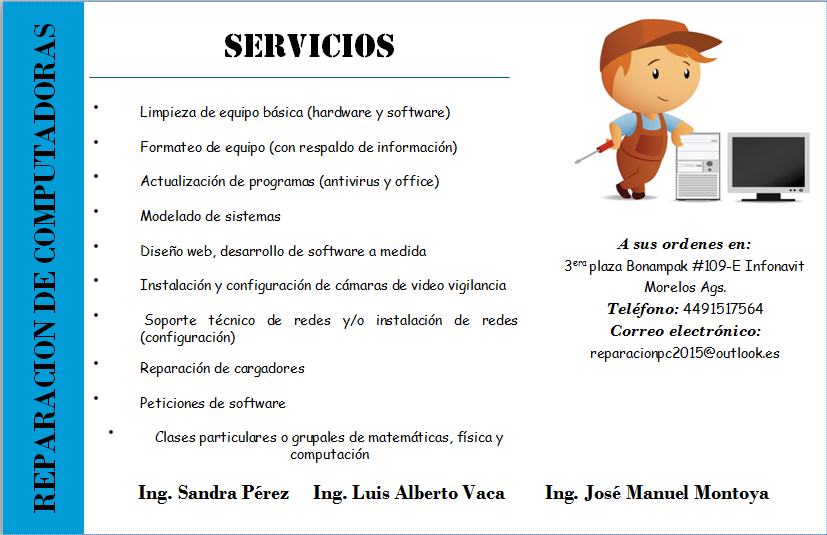 REPARACION DE COMPUTADORAS
SERVICIOS
• Limpieza de equipo básica (hardware y software)
• Formateo de equipo (con respaldo de información)
• Actualización de programas (antivirus y office)
• Modelado de sistemas
• Diseño web, desarrollo de software a medida
• Instalación y configuración de cámaras de video vigilancia
• Soporte técnico de redes y/o instalación de redes
(configuración)
• Reparación de cargadores
• Peticiones de software
• Clases particulares o grupales de matemáticas, física y
computación
A sus ordenes en:
3era plaza Bonampak #109-E Infonavit
Morelos Ags.
Teléfono: 4491517564
Correo electrónico:
reparacionpc2015@outlook.es
Ing. Sandra Pérez Ing. Luis Alberto Vaca Ing. José Manuel Montoya